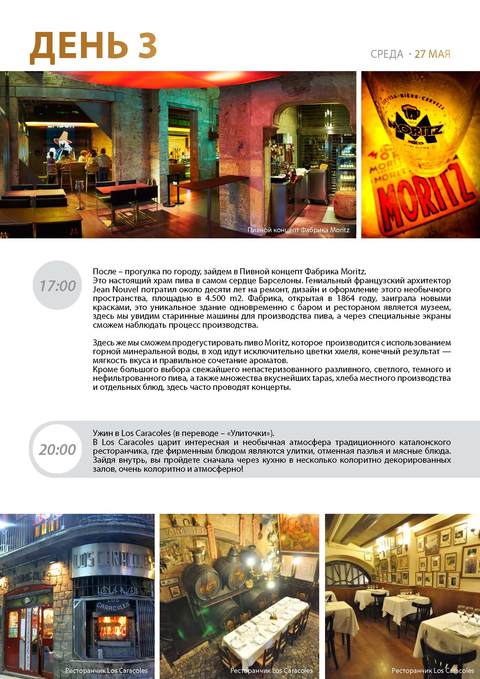 ДЕНЬ 3
СРЕДА · 27 МАЯ
Пивной концепт Фабрика Moritz
MORITZ
MORITZ
17:00
После – прогулка по городу, зайдем в Пивной концепт Фабрика Moritz.
Это настоящий храм пива в самом сердце Барселоны. Гениальный французский архитектор
Jean Nouvel потратил около десяти лет на ремонт, дизайн и оформление этого необычного
пространства, площадью в 4.500 m2. Фабрика, открытая в 1864 году, заиграла новыми
красками, это уникальное здание одновременно с баром и рестораном является музеем,
здесь мы увидим старинные машины для производства пива, а через специальные экраны
сможем наблюдать процесс производства.
Здесь же мы сможем продегустировать пиво Moritz, которое производится с использованием
горной минеральной воды, в ход идут исключительно цветки хмеля, конечный результат —
мягкость вкуса и правильное сочетание ароматов.
Кроме большого выбора свежайшего непастеризованного разливного, светлого, темного и
нефильтрованного пива, а также множества вкуснейших tapas, хлеба местного производства
и отдельных блюд, здесь часто проводят концерты.
20:00
Ужин в Los Caracoles (в переводе – «Улиточки»).
В Los Caracoles царит интересная и необычная атмосфера традиционного каталонского
ресторанчика, где фирменным блюдом являются улитки, отменная паэлья и мясные блюда.
Зайдя внутрь, вы пройдете сначала через кухню в несколько колоритно декорированных
залов, очень колоритно и атмосферно!
LOS CARACOLES
CARACOLES
Ресторанчик Los Caracoles
Ресторанчик Los Caracoles
Ресторанчик Los Caracoles